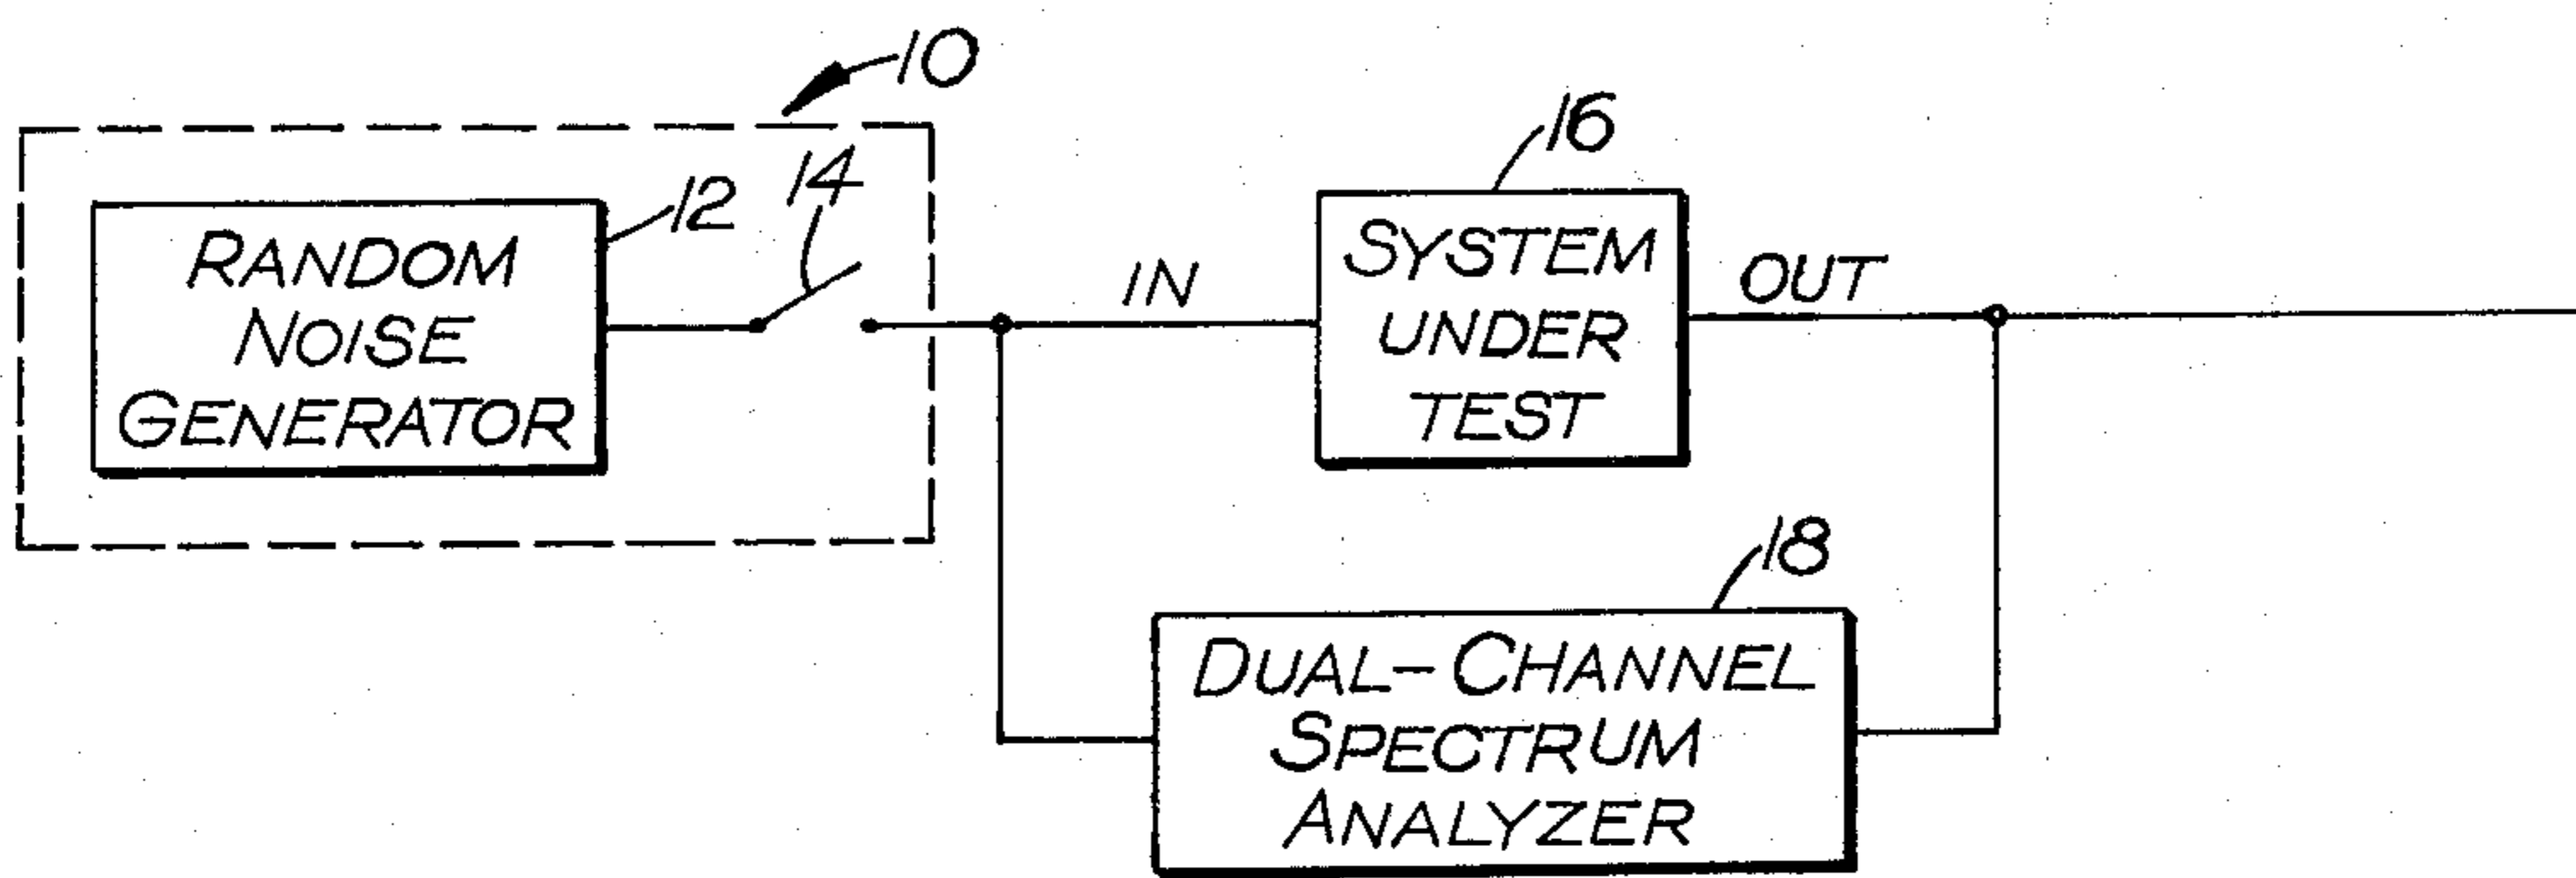 10
12
14
RANDOM
NOISE
GENERATOR
IN
16
SYSTEM
UNDER
TEST
OUT
18
DUAL-CHANNEL
SPECTRUM
ANALYZER